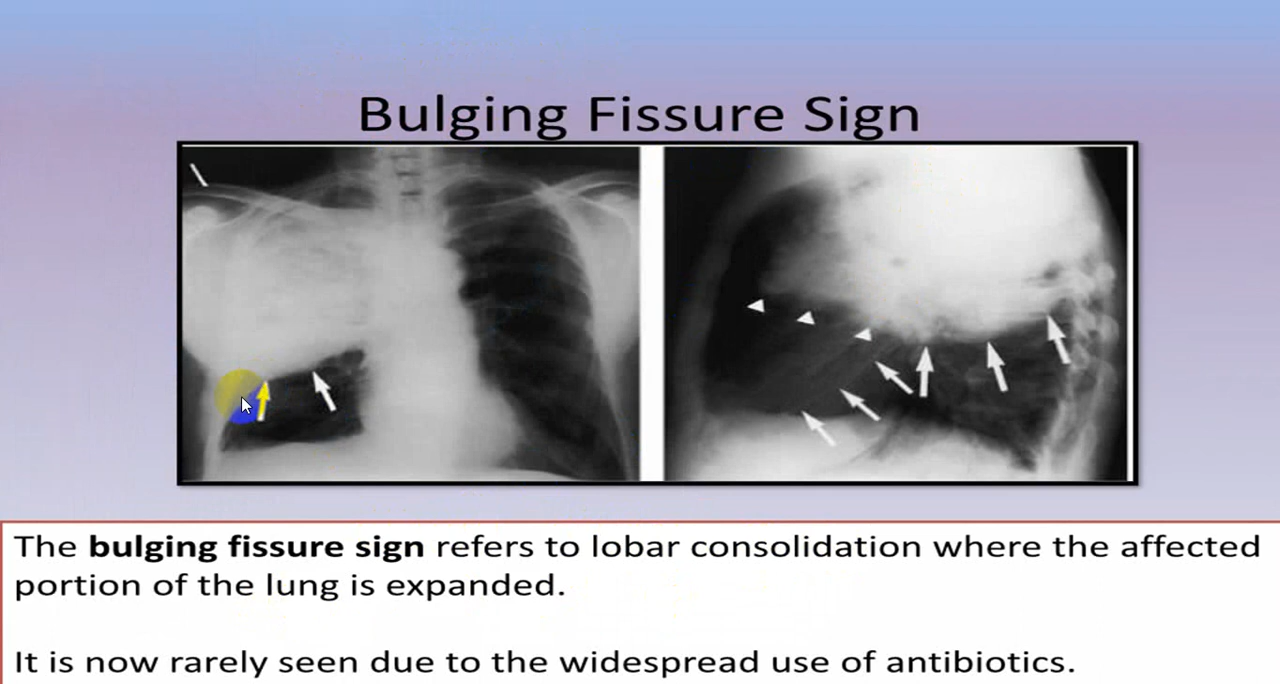 Bulging Fissure Sign
The bulging fissure sign refers to lobar consolidation where the affected
portion of the lung is expanded.
It is now rarely seen due to the widespread use of antibiotics.